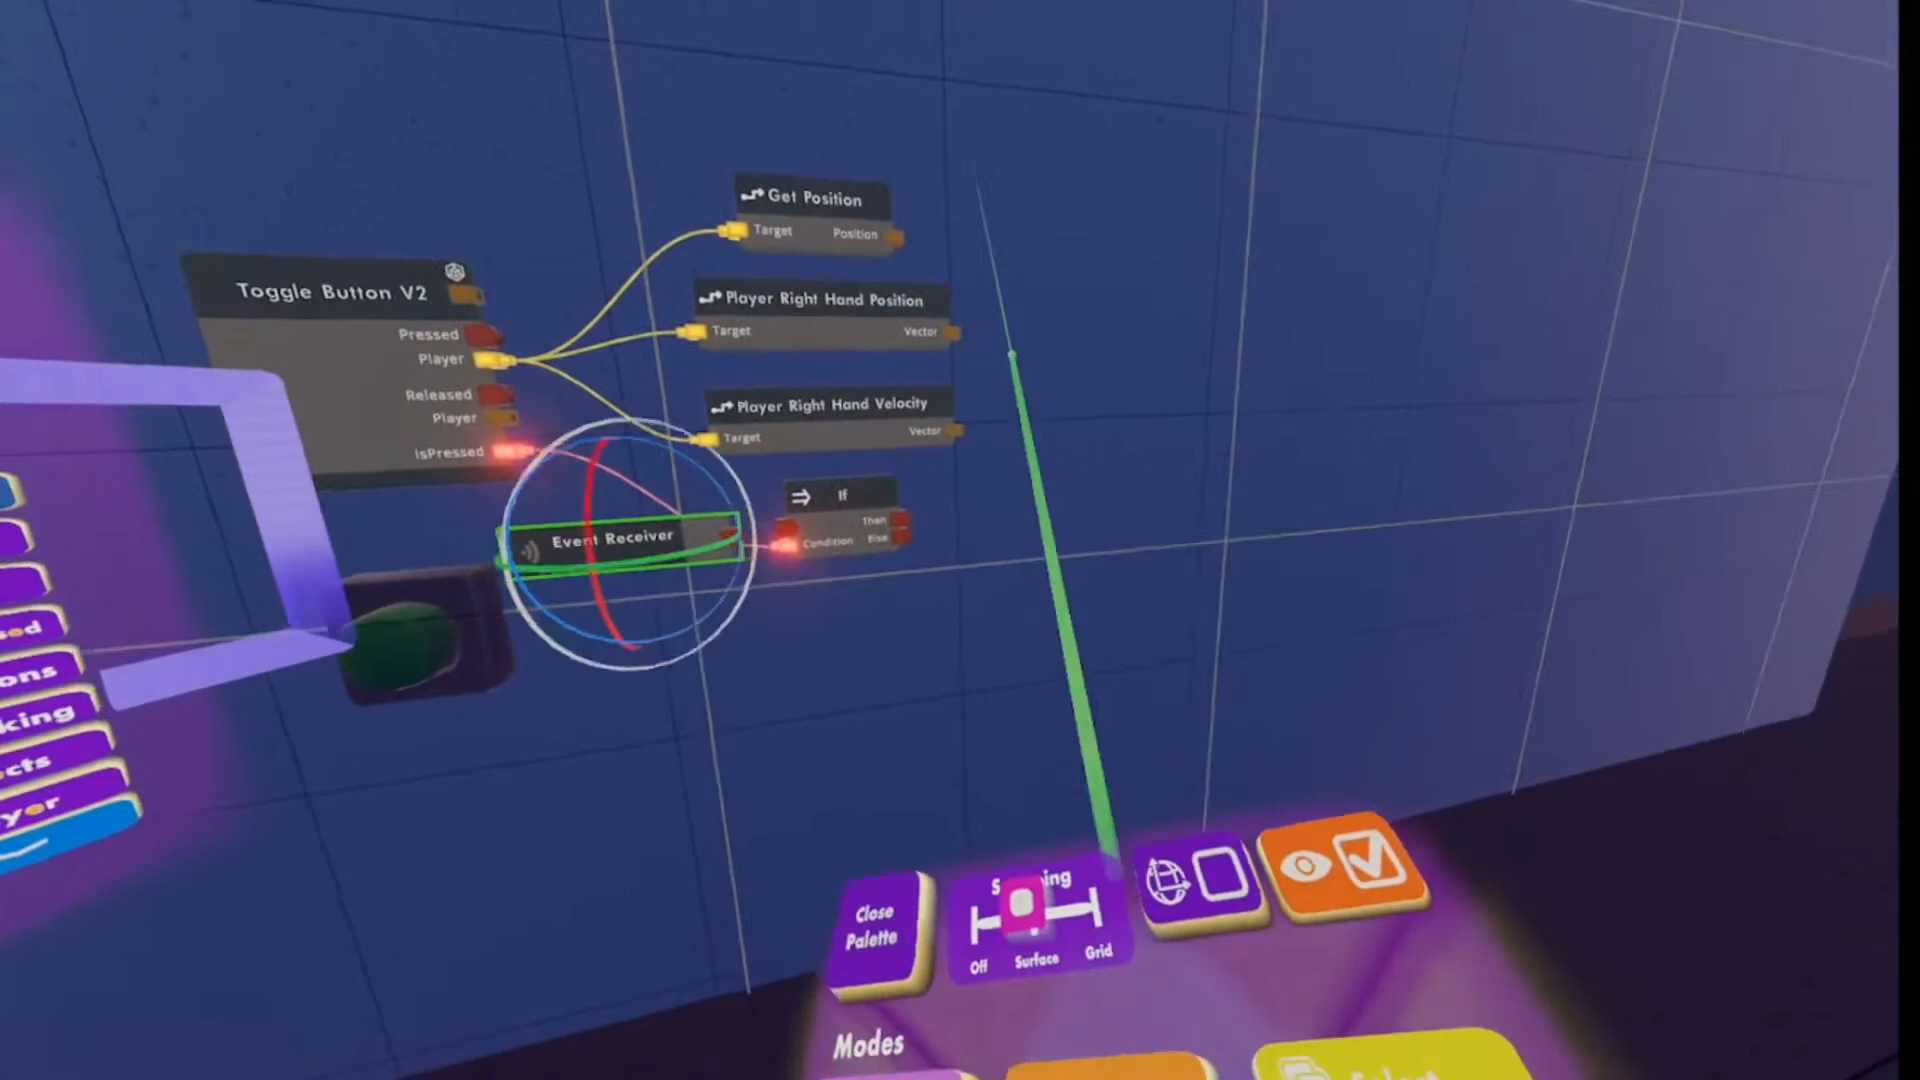 Get Position
Target Position
Toggle Button V2
Pressed
Player
Released
Player
IsPressed
Player Right Hand Position
Target Vector
Player Right Hand Velocity
Target Vector
Event Receiver
If
Then
Condition Else
ons
king
cts
yer
Close
Palette
Off Surface Grid
Modes